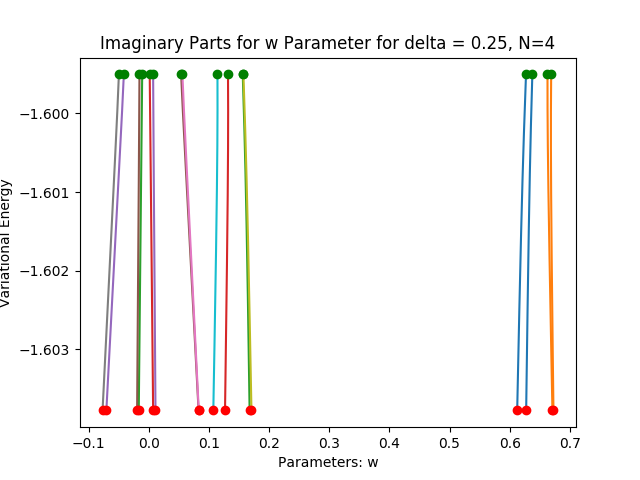 Imaginary Parts for w Parameter for delta = 0.25, N=4
Variational Energy
−1.600
−1.601
−1.602
−1.603
−0.1 0.0 0.1 0.2 0.3 0.4 0.5 0.6 0.7
Parameters: w